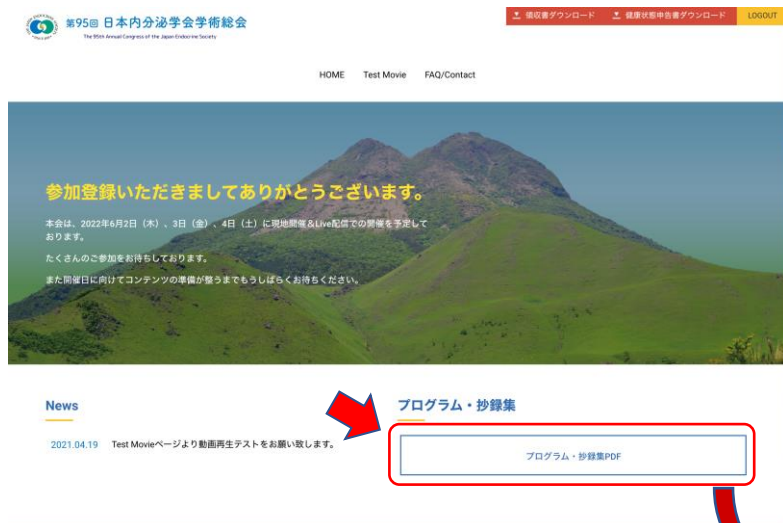 第95回 日本内分泌学会学術総会
The 95th Annual Congress of the Japan Endocrine Society
領収書ダウンロード 健康状態申告書ダウンロード LOGOUT
HOME Test Movie FAQ/Contact
参加登録いただきましてありがとうございます。
本会は、2022年6月2日（木）、3日（金）、4日（土）に現地開催＆Live配信での開催を予定して
おります。
たくさんのご参加をお待ちしております。
また開催日に向けてコンテンツの準備が整うまでもうしばらくお待ちください。
News
2021.04.19 Test Movieページより動画再生テストをお願い致します。
プログラム・抄録集
プログラム・抄録集PDF